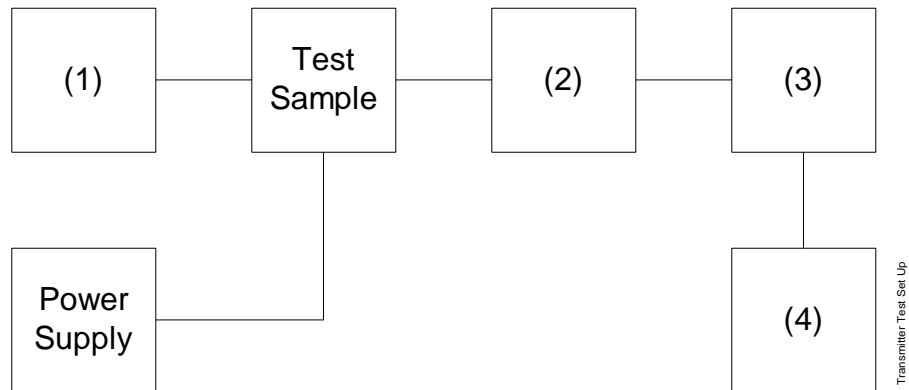 (1)
Test
Sample
(2)
(3)
Power
Supply
(4)
Transmitter Test Set Up